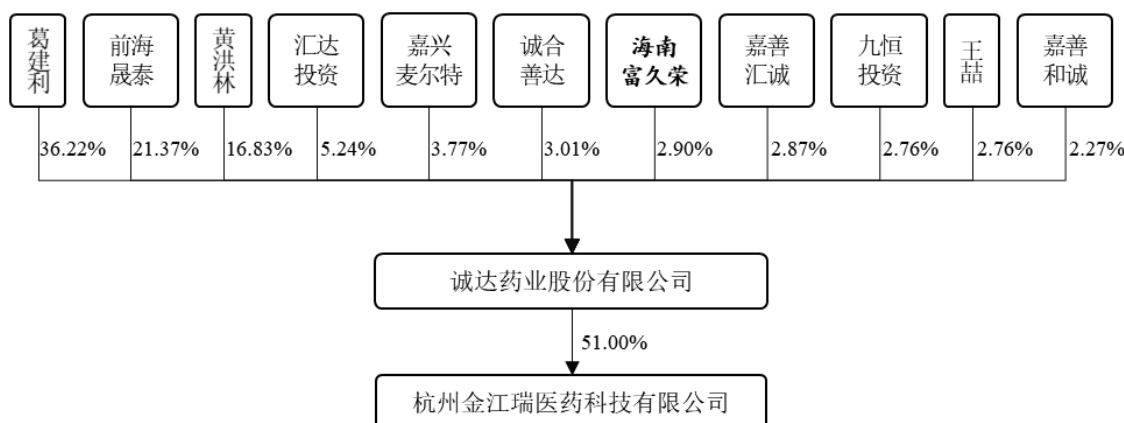 葛建利
前海
晟泰
黄洪林
汇达
投资
嘉兴
麦尔特
诚合
善达
海南
富久荣
嘉善
汇诚
九恒
投资
王喆
嘉善
和诚
36.22%
21.37%
16.83%
5.24%
3.77%
3.01%
2.90%
2.87%
2.76%
2.76%
2.27%
诚达药业股份有限公司
51.00%
杭州金江瑞医药科技有限公司